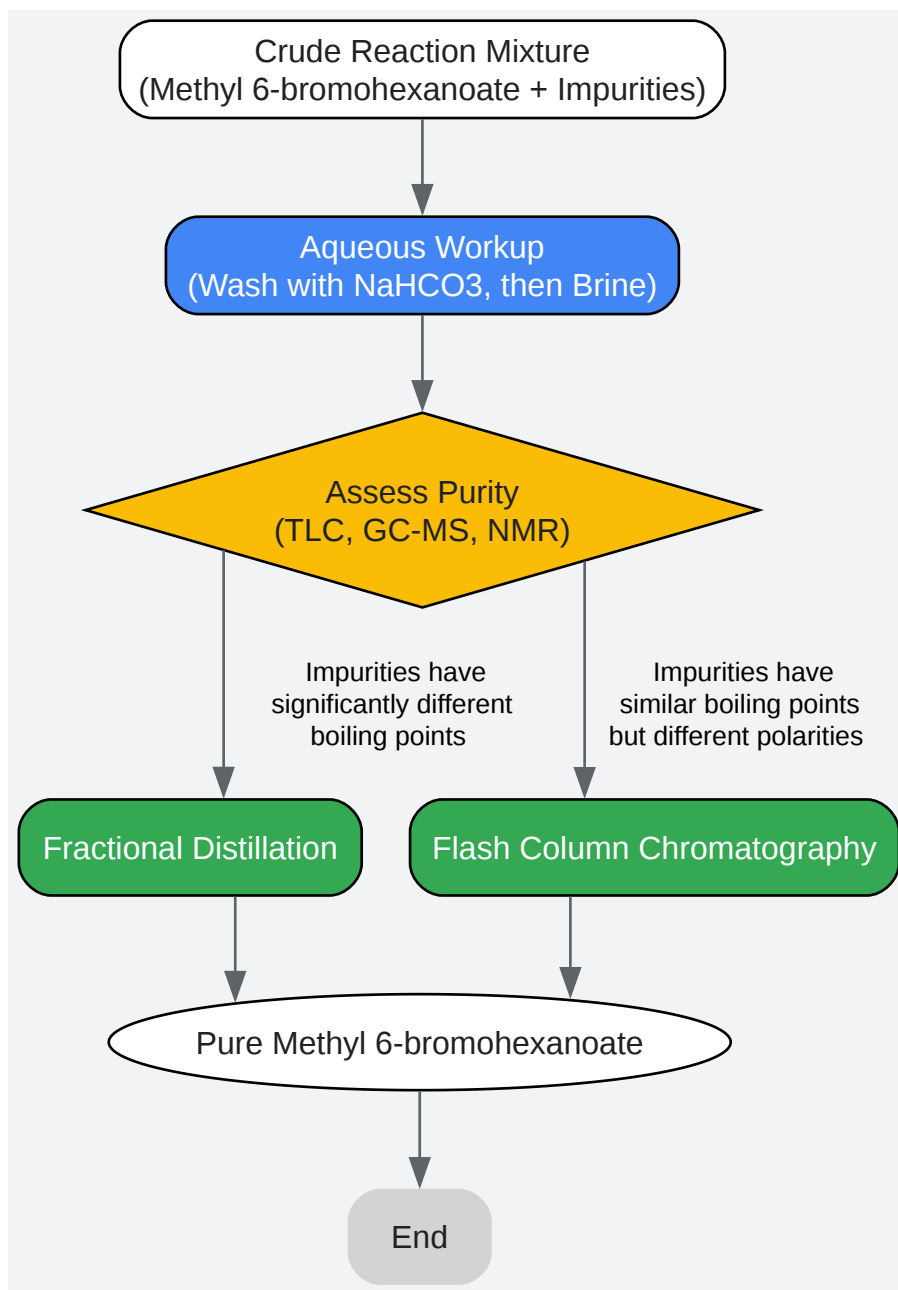 Crude Reaction Mixture
(Methyl 6-bromohexanoate + Impurities)
Aqueous Workup
(Wash with NaHCO3, then Brine)
Assess Purity
(TLC, GC-MS, NMR)
Impurities have
significantly different
boiling points
Impurities have
similar boiling points
but different polarities
Fractional Distillation
Flash Column Chromatography
Pure Methyl 6-bromohexanoate
End